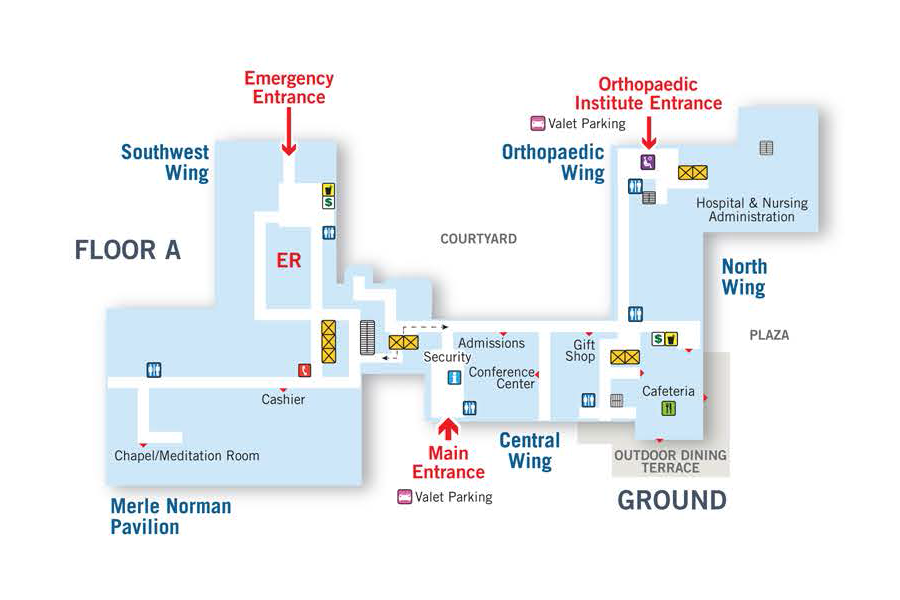 Emergency
Entrance
Orthopaedic
Institute Entrance
Valet Parking
Southwest
Wing
Orthopaedic
Wing
$
Hospital & Nursing
Administration
FLOOR A
COURTYARD
ER
North
Wing
PLAZA
Admissions
Gift
Shop
$
Security
Conference
Center
i
Cafeteria
Cashier
Chapel/Meditation Room
Main
Entrance
Central
Wing
OUTDOOR DINING
TERRACE
Valet Parking
GROUND
Merle Norman
Pavilion